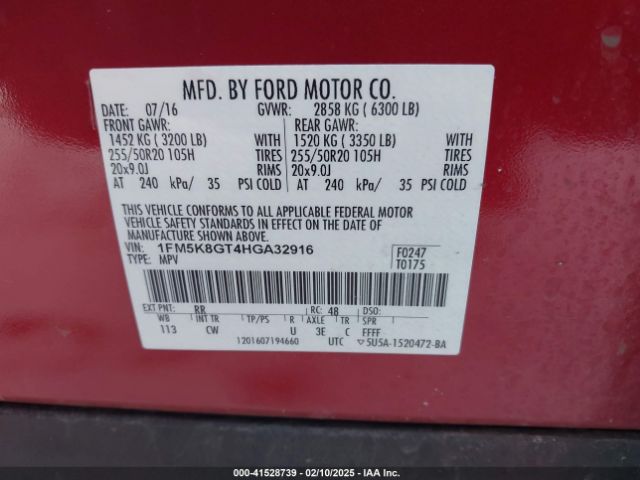 MFD. BY FORD MOTOR CO.
DATE: 07/16 GVWR: 2858 KG ( 6300 LB)
FRONT GAWR: REAR GAWR:
1452 KG ( 3200 LB) WITH 1520 KG ( 3350 LB) WITH
255/50R20 105H TIRES 255/50R20 105H TIRES
20x9.0J RIMS 20x9.0J RIMS
AT 240 kPa/ 35 PSI COLD AT 240 kPa/ 35 PSI COLD
THIS VEHICLE CONFORMS TO ALL APPLICABLE FEDERAL MOTOR
VEHICLE SAFETY STANDARDS IN EFFECT ON THE DATE OF
MANUFACTURE SHOWN ABOVE.
VIN: 1FM5K8GT4HGA32916 F0247
TYPE: MPV T0175
EXT PNT: RR RC: 48 DSO:
WB INT TR TP/PS R AXLE TR SPR
113 CW U 3E C FFFF
1201607194660 UTC ▽5U5A-1520472-BA
000-41528739 — 02/10/2025 — IAAI.COM